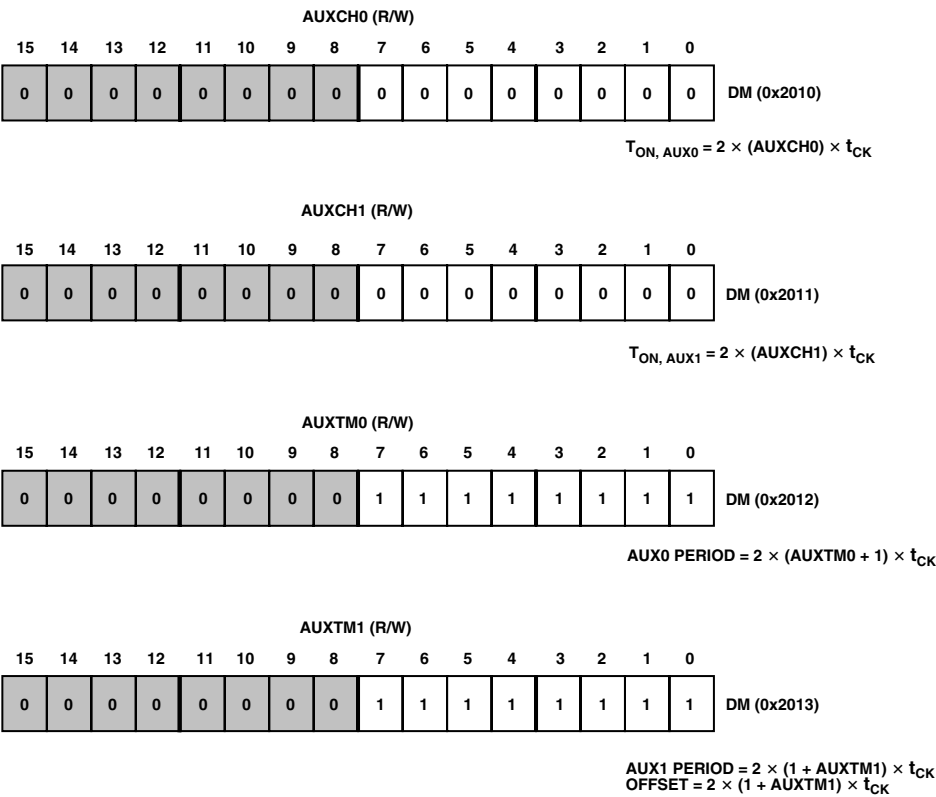 AUXCH0 (R/W)
15 14 13 12 11 10 9 8 7 6 5 4 3 2 1 0
0 0 0 0 0 0 0 0 0 0 0 0 0 0 0 0 DM (0x2010)
T_ON, AUX0 = 2 × (AUXCH0) × t_CK
AUXCH1 (R/W)
15 14 13 12 11 10 9 8 7 6 5 4 3 2 1 0
0 0 0 0 0 0 0 0 0 0 0 0 0 0 0 0 DM (0x2011)
T_ON, AUX1 = 2 × (AUXCH1) × t_CK
AUXTM0 (R/W)
15 14 13 12 11 10 9 8 7 6 5 4 3 2 1 0
0 0 0 0 0 0 0 0 1 1 1 1 1 1 1 1 DM (0x2012)
AUX0 PERIOD = 2 × (AUXTM0 + 1) × t_CK
AUXTM1 (R/W)
15 14 13 12 11 10 9 8 7 6 5 4 3 2 1 0
0 0 0 0 0 0 0 0 1 1 1 1 1 1 1 1 DM (0x2013)
AUX1 PERIOD = 2 × (1 + AUXTM1) × t_CK
OFFSET = 2 × (1 + AUXTM1) × t_CK